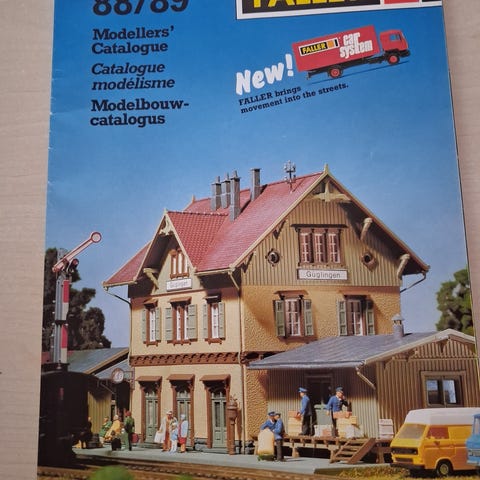 88/89
FALLER
Modellers'
Catalogue
Catalogue
modélisme
Modelbouw-
catalogus
FALLER
car
system
New!
FALLER brings
movement into the streets.
Güglingen
Güglingen